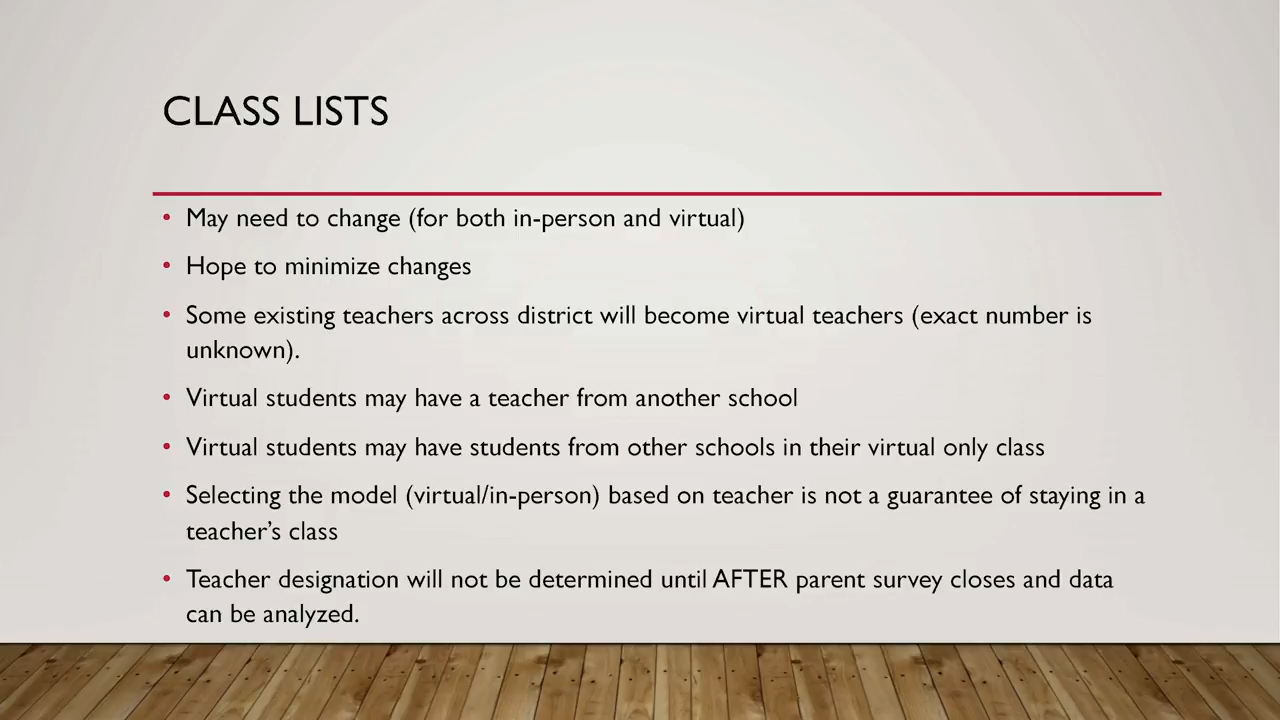 CLASS LISTS
• May need to change (for both in-person and virtual)
• Hope to minimize changes
• Some existing teachers across district will become virtual teachers (exact number is
unknown).
• Virtual students may have a teacher from another school
• Virtual students may have students from other schools in their virtual only class
• Selecting the model (virtual/in-person) based on teacher is not a guarantee of staying in a
teacher’s class
• Teacher designation will not be determined until AFTER parent survey closes and data
can be analyzed.